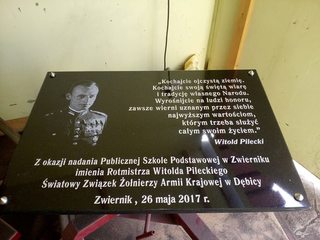 „Kochajcie ojczystą ziemię.
Kochajcie swoją świętą wiarę
i tradycję własnego Narodu.
Wyrośnijcie na ludzi honoru,
zawsze wierni uznanym przez siebie
najwyższym wartościom,
którym trzeba służyć
całym swoim życiem.”
Witold Pilecki
Z okazji nadania Publicznej Szkole Podstawowej w Zwierniku
imienia Rotmistrza Witolda Pileckiego
Światowy Związek Żołnierzy Armii Krajowej w Dębicy
Zwiernik , 26 maja 2017 r.